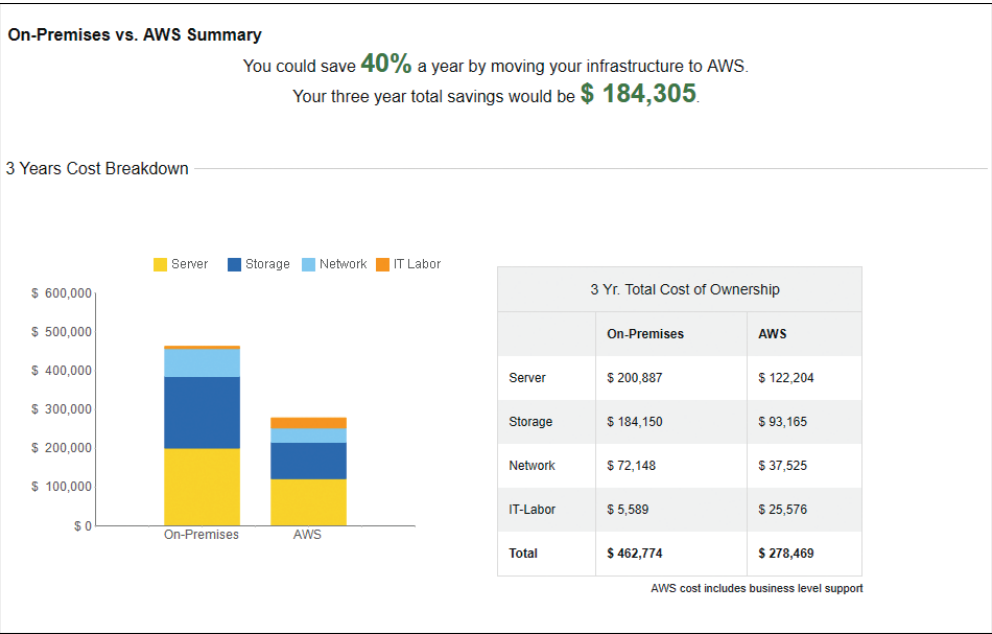 On-Premises vs. AWS Summary
You could save 40% a year by moving your infrastructure to AWS.
Your three year total savings would be $ 184,305.
3 Years Cost Breakdown
Server Storage Network IT Labor
$ 600,000
$ 500,000
$ 400,000
$ 300,000
$ 200,000
$ 100,000
$ 0
On-Premises AWS
3 Yr. Total Cost of Ownership
On-Premises AWS
Server $ 200,887 $ 122,204
Storage $ 184,150 $ 93,165
Network $ 72,148 $ 37,525
IT-Labor $ 5,589 $ 25,576
Total $ 462,774 $ 278,469
AWS cost includes business level support